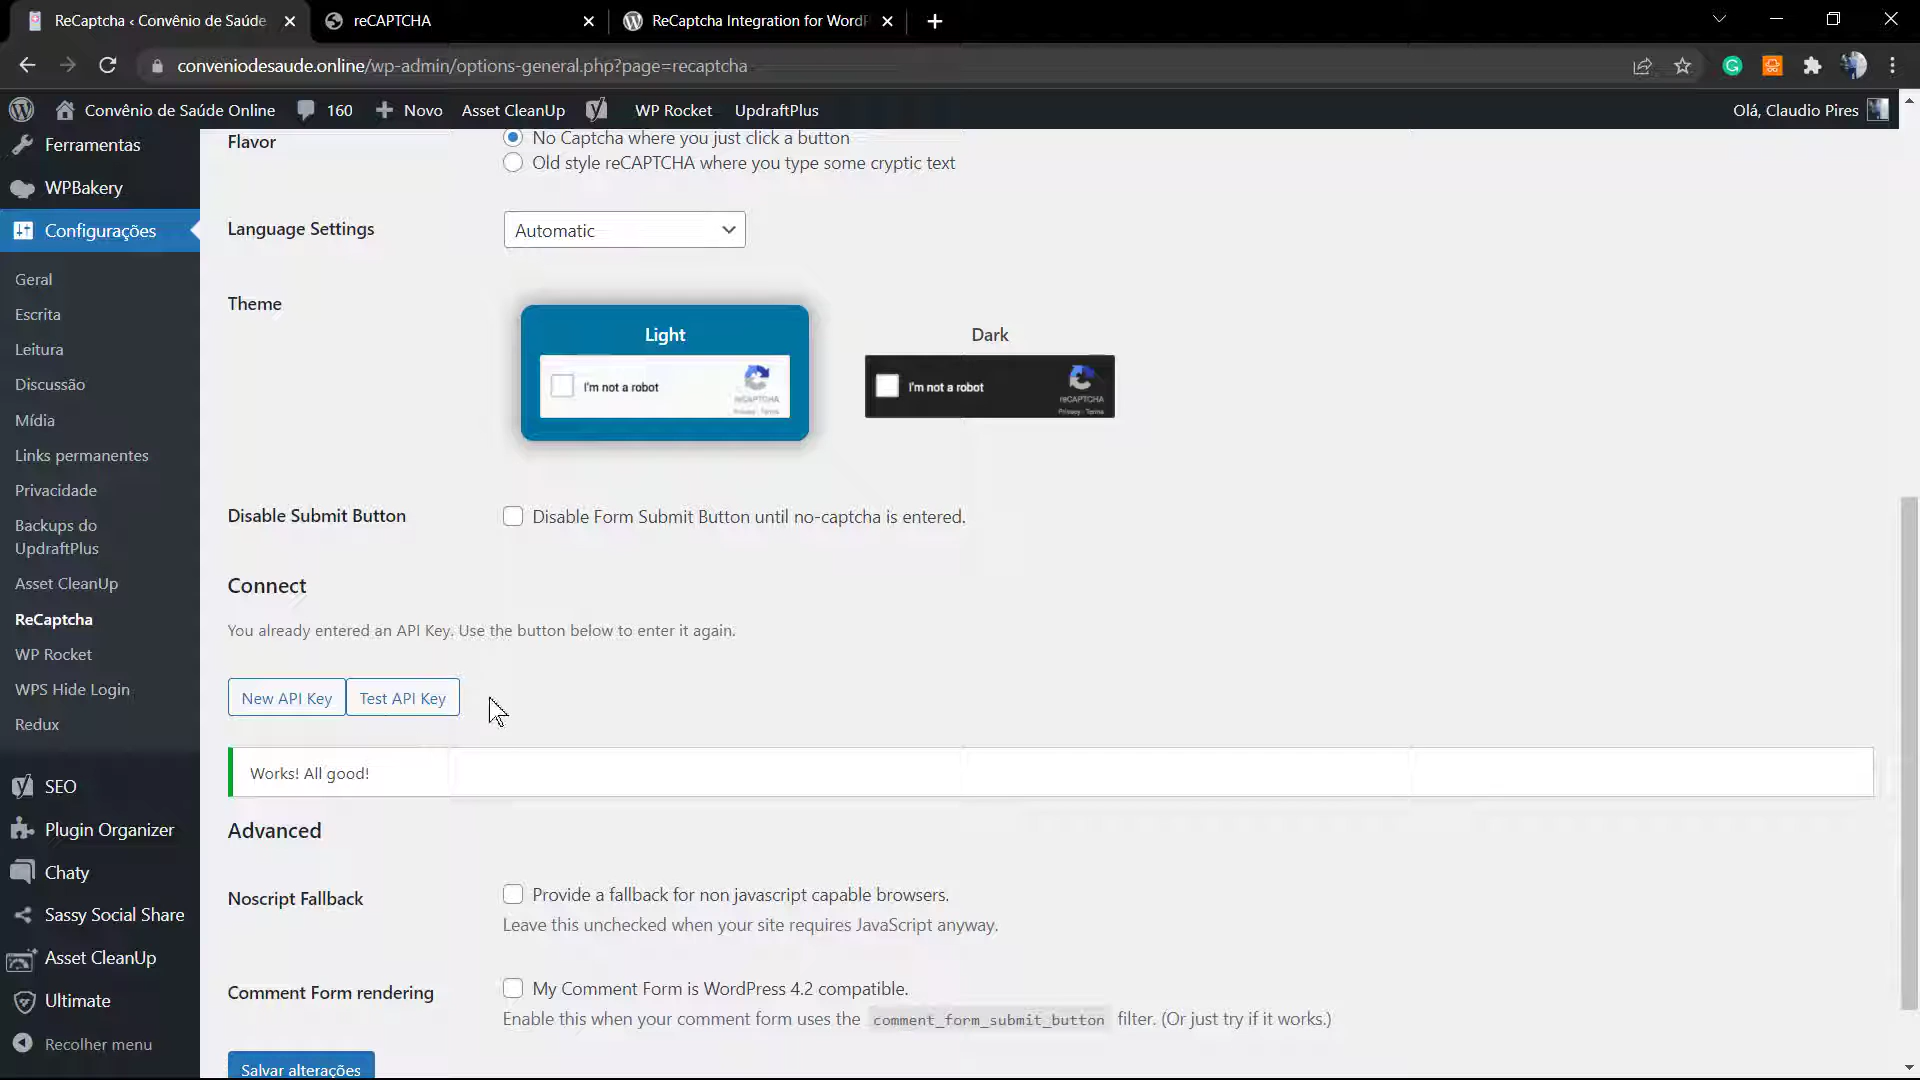 ReCaptcha ‹ Convênio de Saúde
reCAPTCHA
ReCaptcha Integration for WordP
conveniodesaude.online/wp-admin/options-general.php?page=recaptcha
Convênio de Saúde Online
160
Novo
Asset CleanUp
WP Rocket
UpdraftPlus
Olá, Claudio Pires
Ferramentas
WPBakery
Configurações
Geral
Escrita
Leitura
Discussão
Mídia
Links permanentes
Privacidade
Backups do
UpdraftPlus
Asset CleanUp
ReCaptcha
WP Rocket
WPS Hide Login
Redux
SEO
Plugin Organizer
Chaty
Sassy Social Share
Asset CleanUp
Ultimate
Recolher menu
Flavor
No Captcha where you just click a button
Old style reCAPTCHA where you type some cryptic text
Language Settings
Automatic
Theme
Light
I'm not a robot
reCAPTCHA
Privacy - Terms
Dark
I'm not a robot
reCAPTCHA
Privacy - Terms
Disable Submit Button
Disable Form Submit Button until no-captcha is entered.
Connect
You already entered an API Key. Use the button below to enter it again.
New API Key
Test API Key
Works! All good!
Advanced
Noscript Fallback
Provide a fallback for non javascript capable browsers.
Leave this unchecked when your site requires JavaScript anyway.
Comment Form rendering
My Comment Form is WordPress 4.2 compatible.
Enable this when your comment form uses the comment_form_submit_button filter. (Or just try if it works.)
Salvar alterações